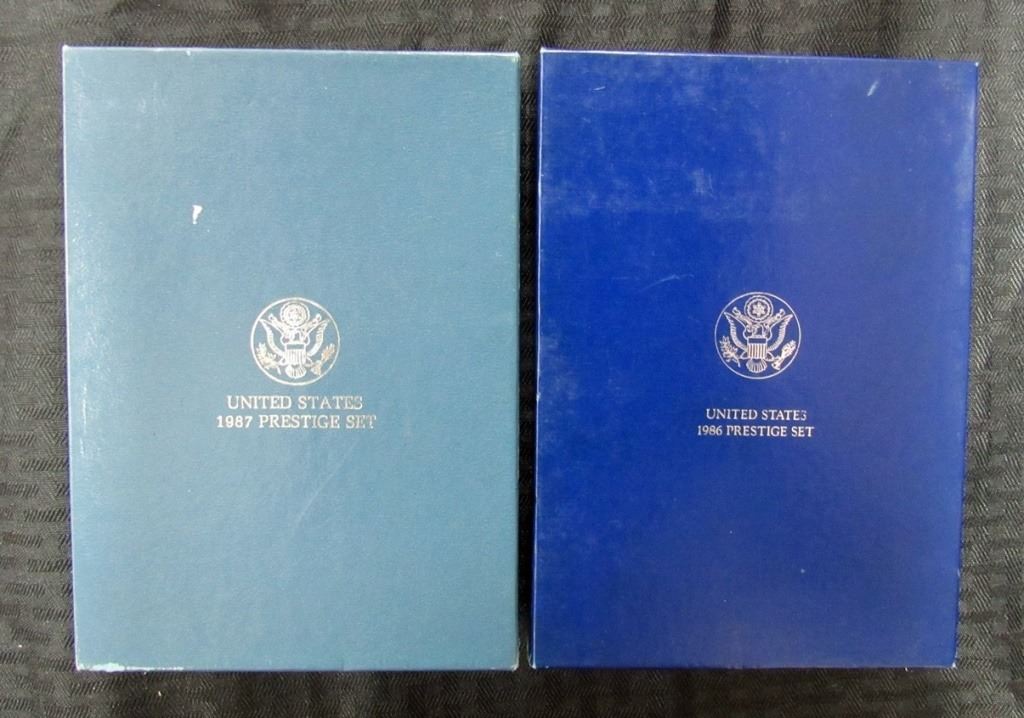 UNITED STATES
1987 PRESTIGE SET
UNITED STATES
1986 PRESTIGE SET